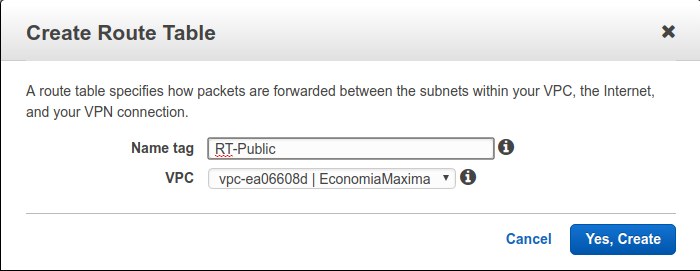 Create Route Table
A route table specifies how packets are forwarded between the subnets within your VPC, the Internet,
and your VPN connection.
Name tag RT-Public
VPC vpc-ea06608d | EconomiaMaxima
Cancel Yes, Create